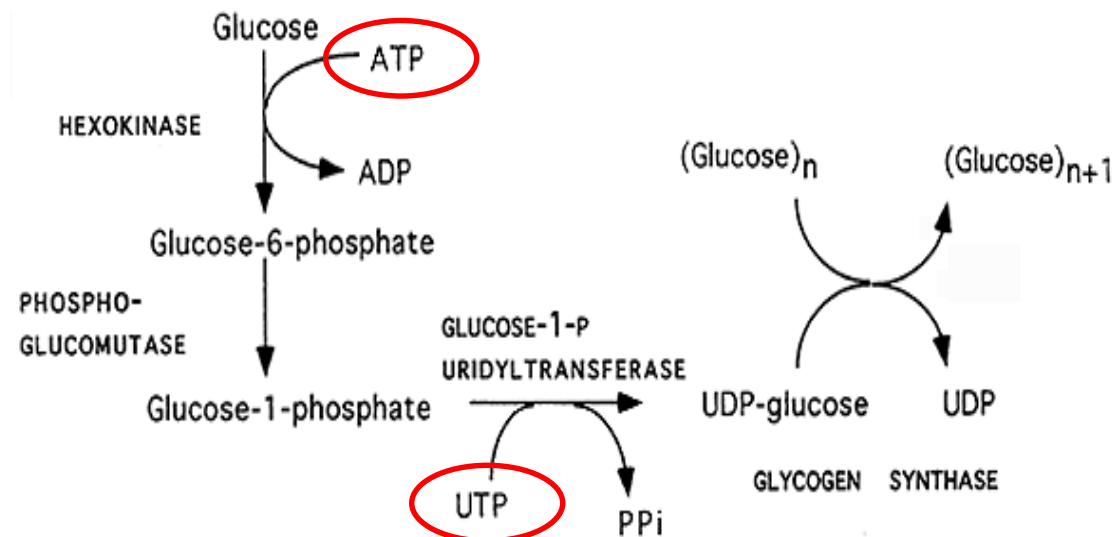 Glucose
ATP
HEXOKINASE
ADP
Glucose-6-phosphate
PHOSPHO-
GLUCOMUTASE
Glucose-1-phosphate
GLUCOSE-1-P
URIDYLTRANSFERASE
UTP
PPi
(Glucose)n
(Glucose)n+1
UDP-glucose
UDP
GLYCOGEN SYNTHASE